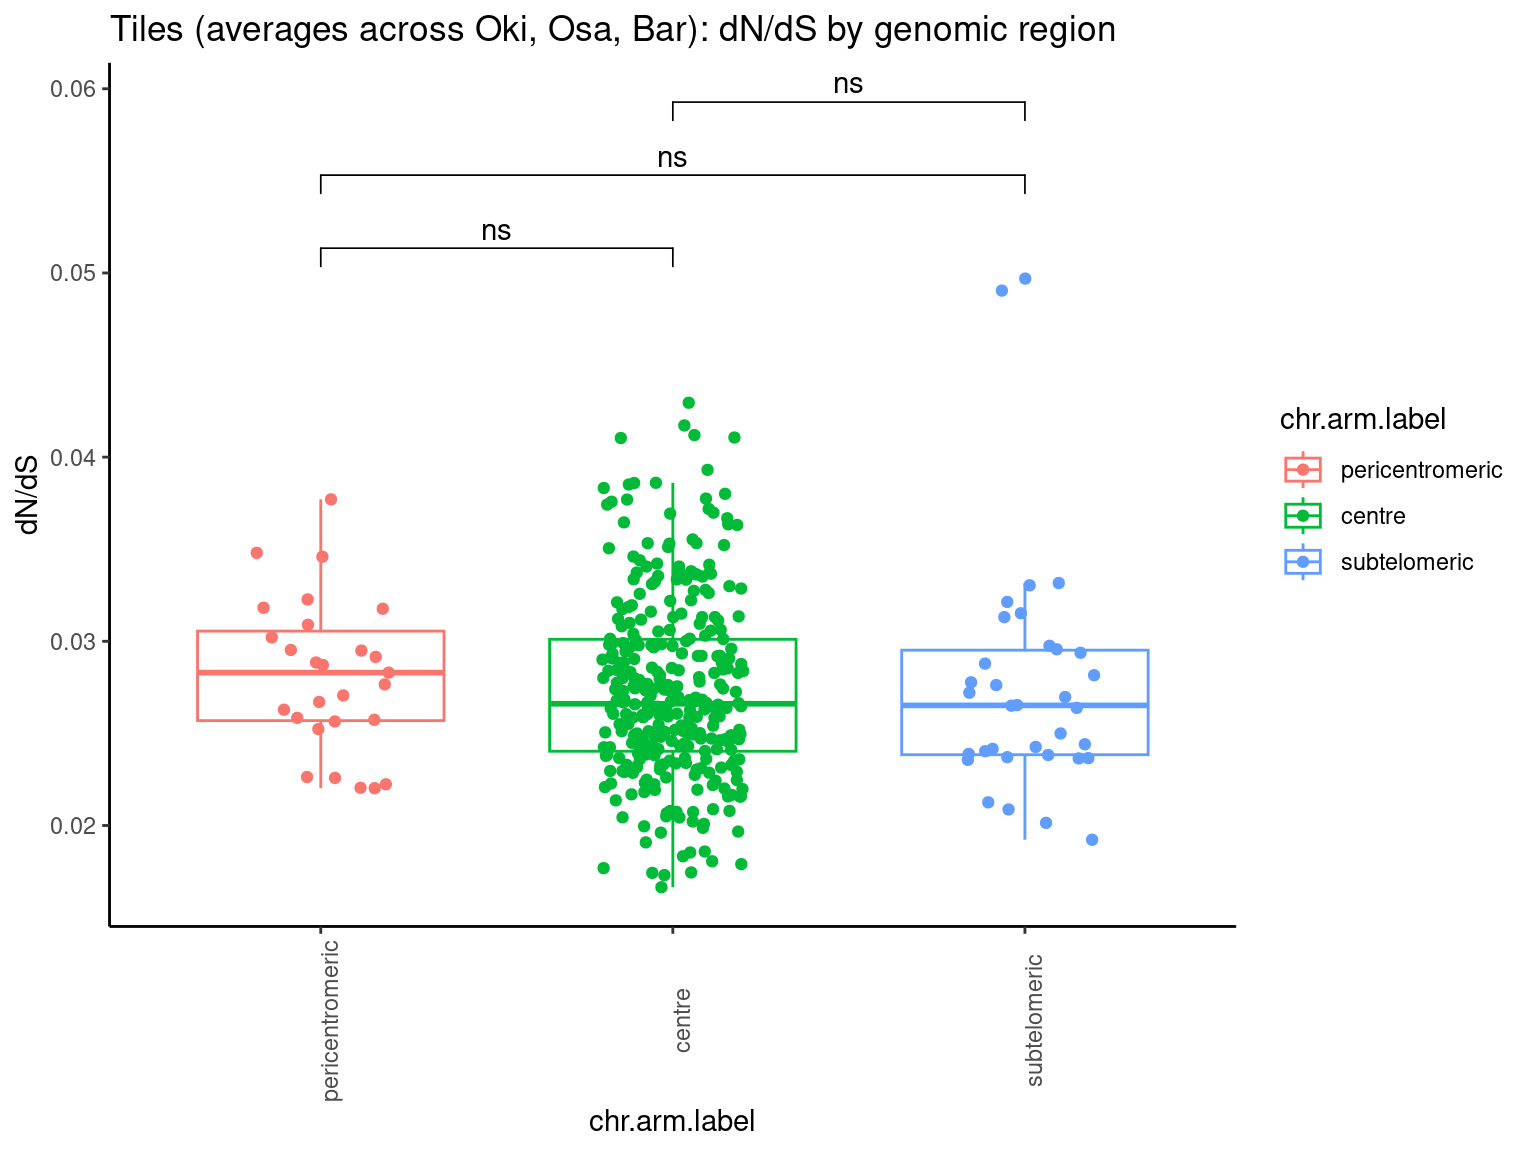 Tiles (averages across Oki, Osa, Bar): dN/dS by genomic region
ns
ns
ns
0.06
0.05
0.04
0.03
0.02
dN/dS
pericentromeric
centre
subtelomeric
chr.arm.label
chr.arm.label
pericentromeric
centre
subtelomeric